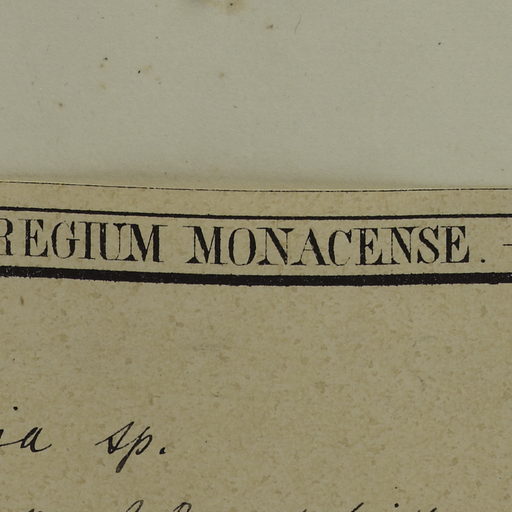 REGIUM MONACENSE. –
ia sp.